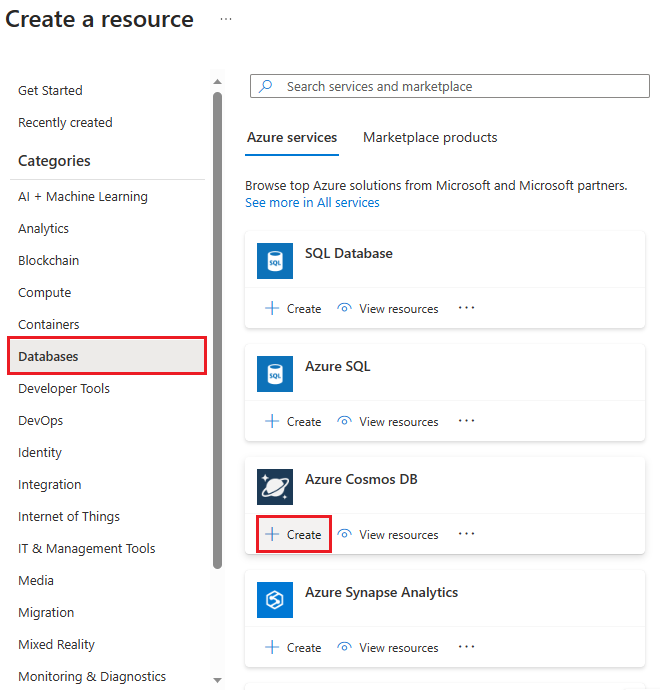 Create a resource ...
Get Started
Recently created
Categories
AI + Machine Learning
Analytics
Blockchain
Compute
Containers
Databases
Developer Tools
DevOps
Identity
Integration
Internet of Things
IT & Management Tools
Media
Migration
Mixed Reality
Monitoring & Diagnostics
Search services and marketplace
Azure services Marketplace products
Browse top Azure solutions from Microsoft and Microsoft partners.
See more in All services
SQL
SQL Database
+ Create View resources ...
SQL
Azure SQL
+ Create View resources ...
Azure Cosmos DB
+ Create View resources ...
Azure Synapse Analytics
+ Create View resources ...